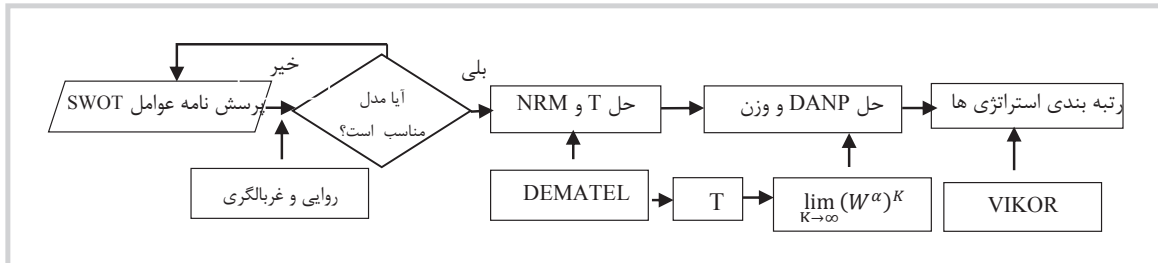 خیر
بلی
پرسش نامه عوامل SWOT
آیا مدل
مناسب است؟
حل T و NRM
حل DANP و وزن
رتبه بندی استراتژی ها
روایی و غربالگری
DEMATEL
T
lim K→∞ (W^α)^K
VIKOR